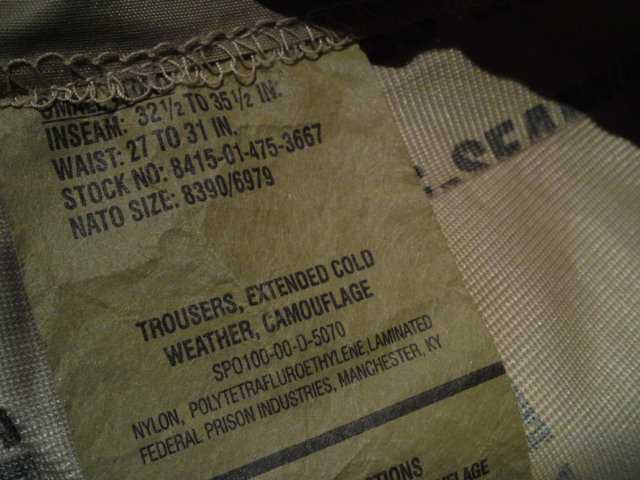 INSEAM: 32 1/2 TO 35 1/2 IN.
WAIST: 27 TO 31 IN.
STOCK NO: 8415-01-475-3667
NATO SIZE: 8390/6979
TROUSERS, EXTENDED COLD
WEATHER, CAMOUFLAGE
SPO100-00-D-5070
NYLON, POLYTETRAFLUROETHYLENE, LAMINATED
FEDERAL PRISON INDUSTRIES, MANCHESTER, KY